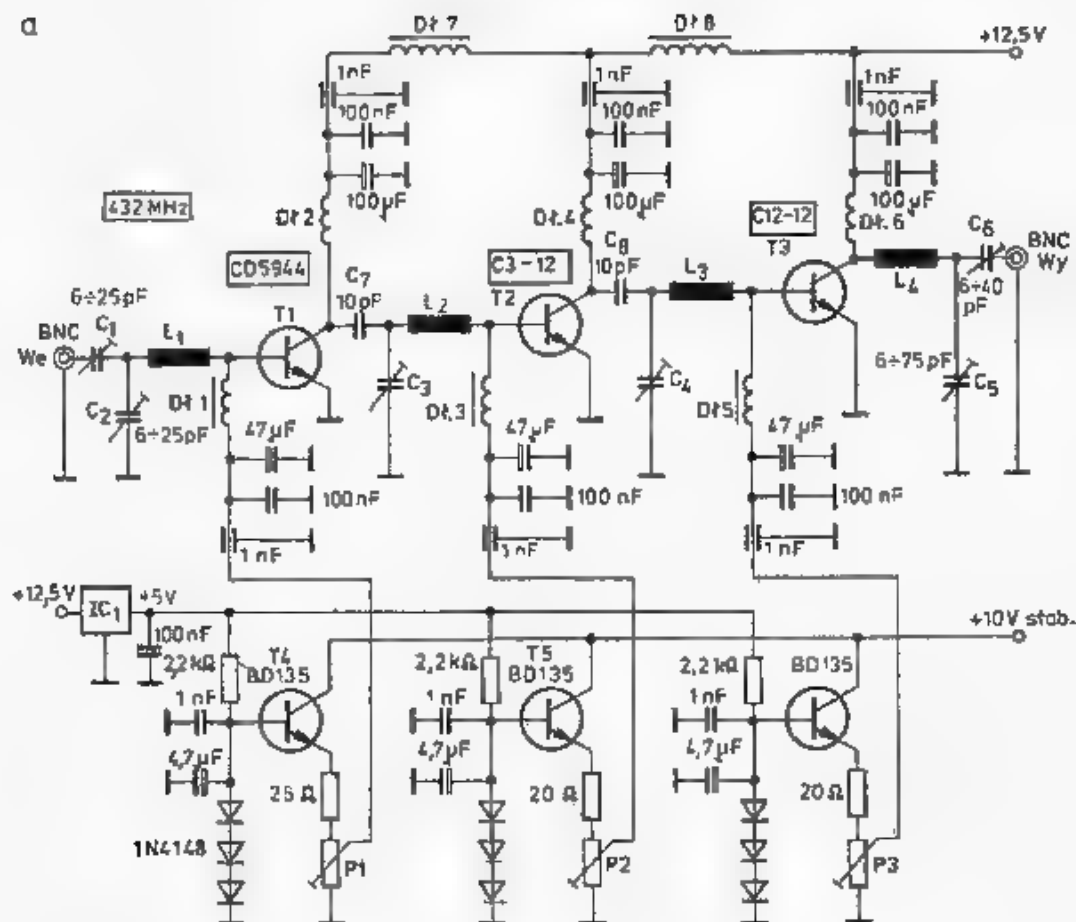 a
Dł.7
Dł.8
+12,5V
1nF
1nF
1nF
100nF
100nF
100nF
100µF
100µF
100µF
432 MHz
Dł.2
Dł.4
Dł.6
CD5944
C3-12
C12-12
T1
T2
T3
C7
10pF
C8
10pF
C6
6÷40
pF
BNC
Wy
6÷25pF
C1
BNC
We
L1
L2
L3
L4
C2
6÷25pF
C3
C4
6÷75pF
C5
Dł.1
Dł.3
Dł.5
47µF
47µF
47µF
100nF
100nF
100nF
1nF
1nF
1nF
+12,5V
IC1
+5V
+10V stab.
100nF
2,2kΩ
T4
BD135
2,2kΩ
T5
BD135
2,2kΩ
BD135
1nF
1nF
1nF
4,7µF
4,7µF
4,7µF
25Ω
20Ω
20Ω
1N4148
P1
P2
P3